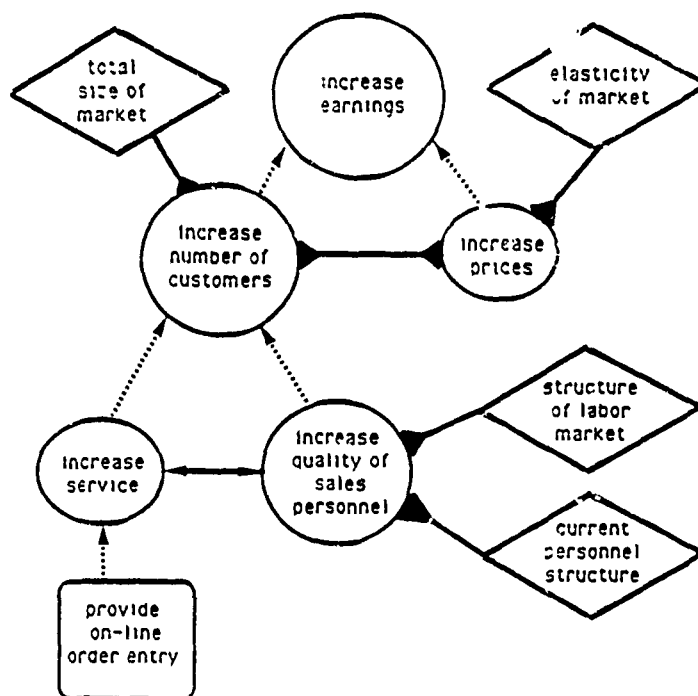 total
size of
market
increase
earnings
elasticity
of market
increase
number of
customers
increase
prices
structure
of labor
market
increase
service
increase
quality of
sales
personnel
current
personnel
structure
provide
on-line
order entry